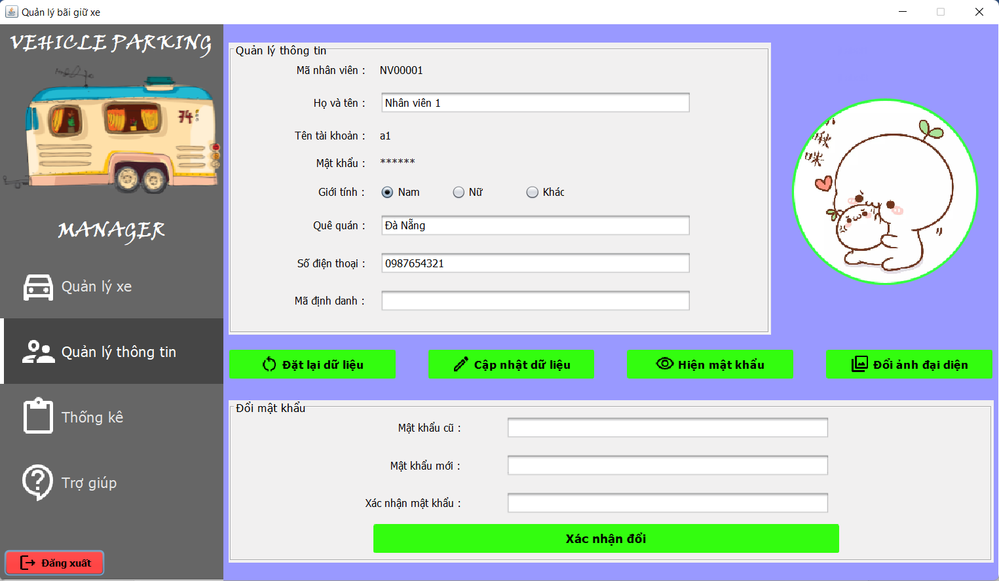 Quản lý bãi giữ xe
VEHICLE PARKING
74
MANAGER
Quản lý xe
Quản lý thông tin
Thống kê
Trợ giúp
Đăng xuất
Quản lý thông tin
Mã nhân viên : NV00001
Họ và tên : Nhân viên 1
Tên tài khoản : a1
Mật khẩu : ******
Giới tính : Nam Nữ Khác
Quê quán : Đà Nẵng
Số điện thoại : 0987654321
Mã định danh :
Đặt lại dữ liệu
Cập nhật dữ liệu
Hiện mật khẩu
Đổi ảnh đại diện
Đổi mật khẩu
Mật khẩu cũ :
Mật khẩu mới :
Xác nhận mật khẩu :
Xác nhận đổi